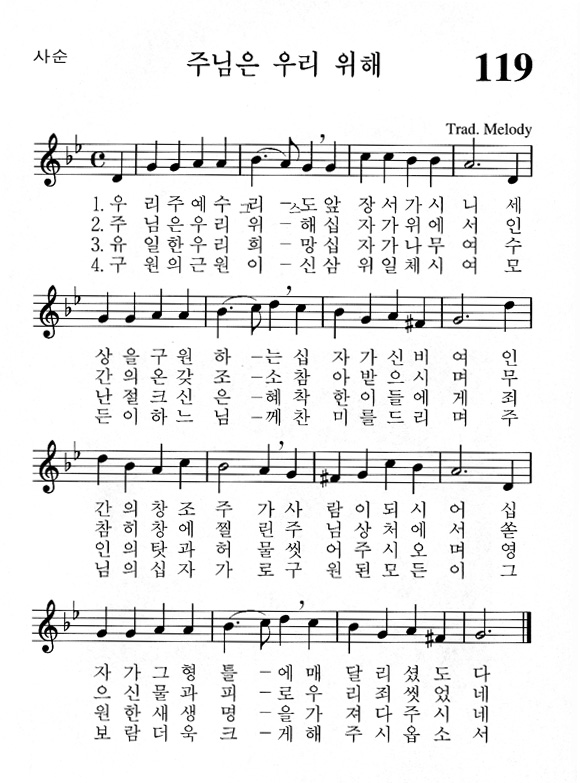 사순
주님은 우리 위해
119
Trad. Melody
1. 우 리 주 예 수 그 리 - 스 도 앞 장 서 가 시 니 세
2. 주 님 은 우 리 위 - 해 십 자 가 위 에 서 인
3. 유 일 한 우 리 희 - 망 십 자 가 나 무 여 수
4. 구 원 의 근 원 이 - 신 삼 위 일 체 시 여 모
상 을 구 원 하 - 는 십 자 가 신 비 여 인
간 의 온 갖 조 - 소 참 아 받 으 시 며 무
난 절 크 신 은 - 혜 착 한 이 들 에 게 죄
든 이 하 느 님 - 께 찬 미 를 드 리 며 주
간 의 창 조 주 가 사 람 이 되 시 어 십
참 히 창 에 찔 린 주 님 상 처 에 서 쏟
인 의 탓 과 허 물 씻 어 주 시 오 며 영
님 의 십 자 가 로 구 원 된 모 든 이 그
자 가 그 형 틀 - 에 매 달 리 셨 도 다
으 신 물 과 피 - 로 우 리 죄 씻 었 네
원 한 새 생 명 - 을 가 져 다 주 시 네
보 람 더 욱 크 - 게 해 주 시 옵 소 서